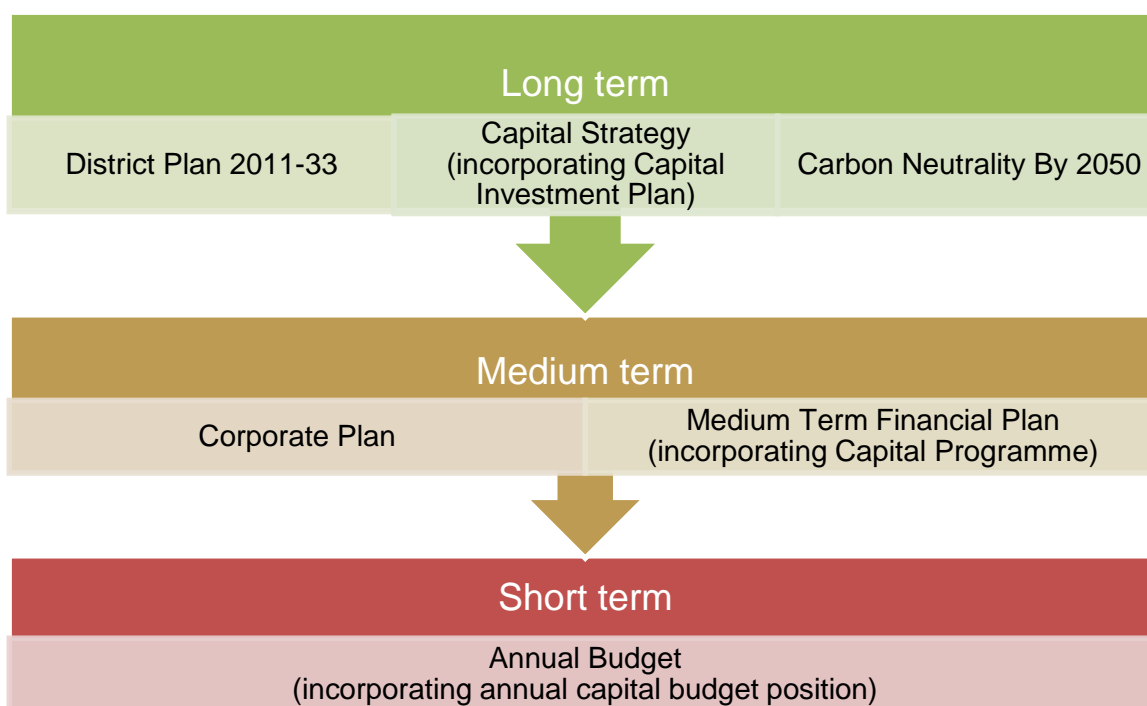 Long term
District Plan 2011-33
Capital Strategy
(incorporating Capital
Investment Plan)
Carbon Neutrality By 2050
Medium term
Corporate Plan
Medium Term Financial Plan
(incorporating Capital Programme)
Short term
Annual Budget
(incorporating annual capital budget position)